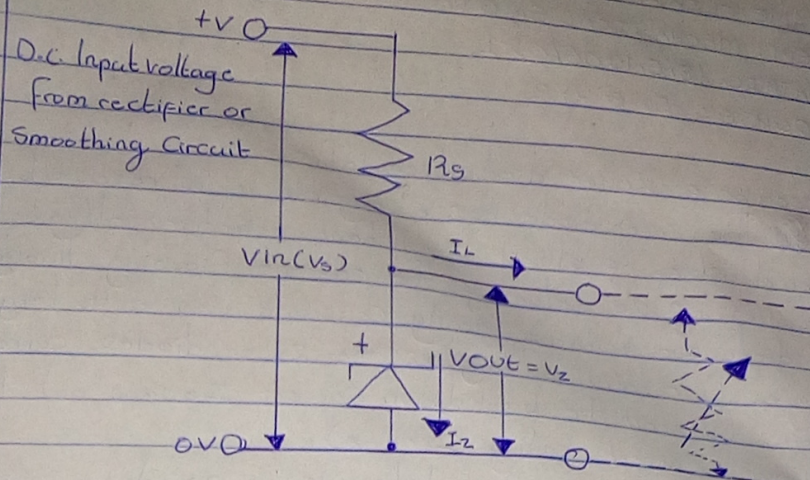 +V
D.C. Input voltage
from rectifier or
Smoothing Circuit
RS
IL
VIN(VS)
+
VOUT = VZ
IZ
0V